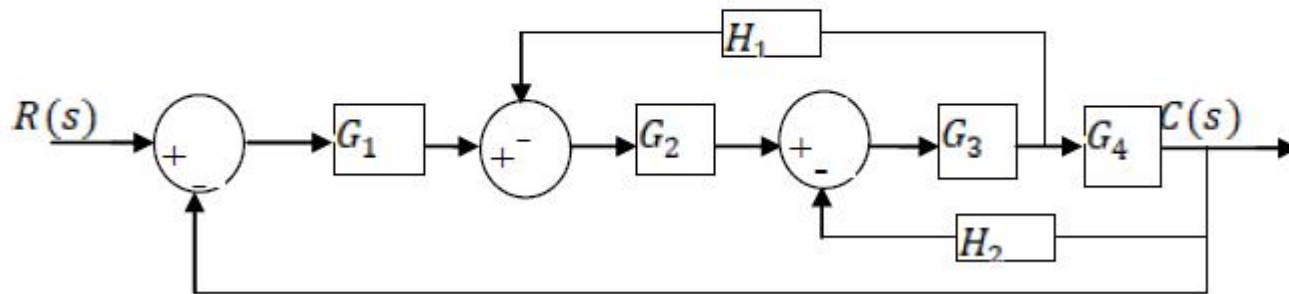 H₁
R(s)
G₁
G₂
G₃
G₄
C(s)
+
-
+
-
+
-
H₂